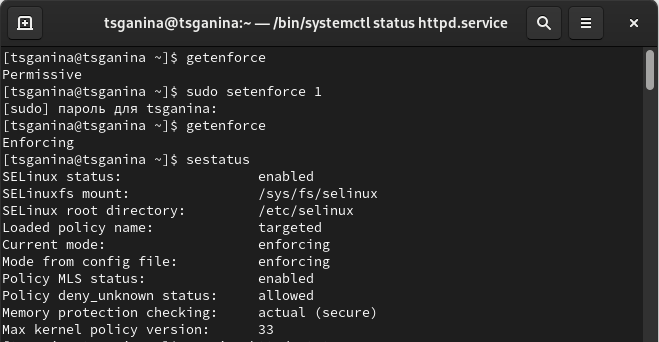 tsganina@tsganina:~ — /bin/systemctl status httpd.service
[tsganina@tsganina ~]$ getenforce
Permissive
[tsganina@tsganina ~]$ sudo setenforce 1
[sudo] пароль для tsganina:
[tsganina@tsganina ~]$ getenforce
Enforcing
[tsganina@tsganina ~]$ sestatus
SELinux status:                 enabled
SELinuxfs mount:                /sys/fs/selinux
SELinux root directory:         /etc/selinux
Loaded policy name:             targeted
Current mode:                   enforcing
Mode from config file:          enforcing
Policy MLS status:              enabled
Policy deny_unknown status:     allowed
Memory protection checking:     actual (secure)
Max kernel policy version:      33